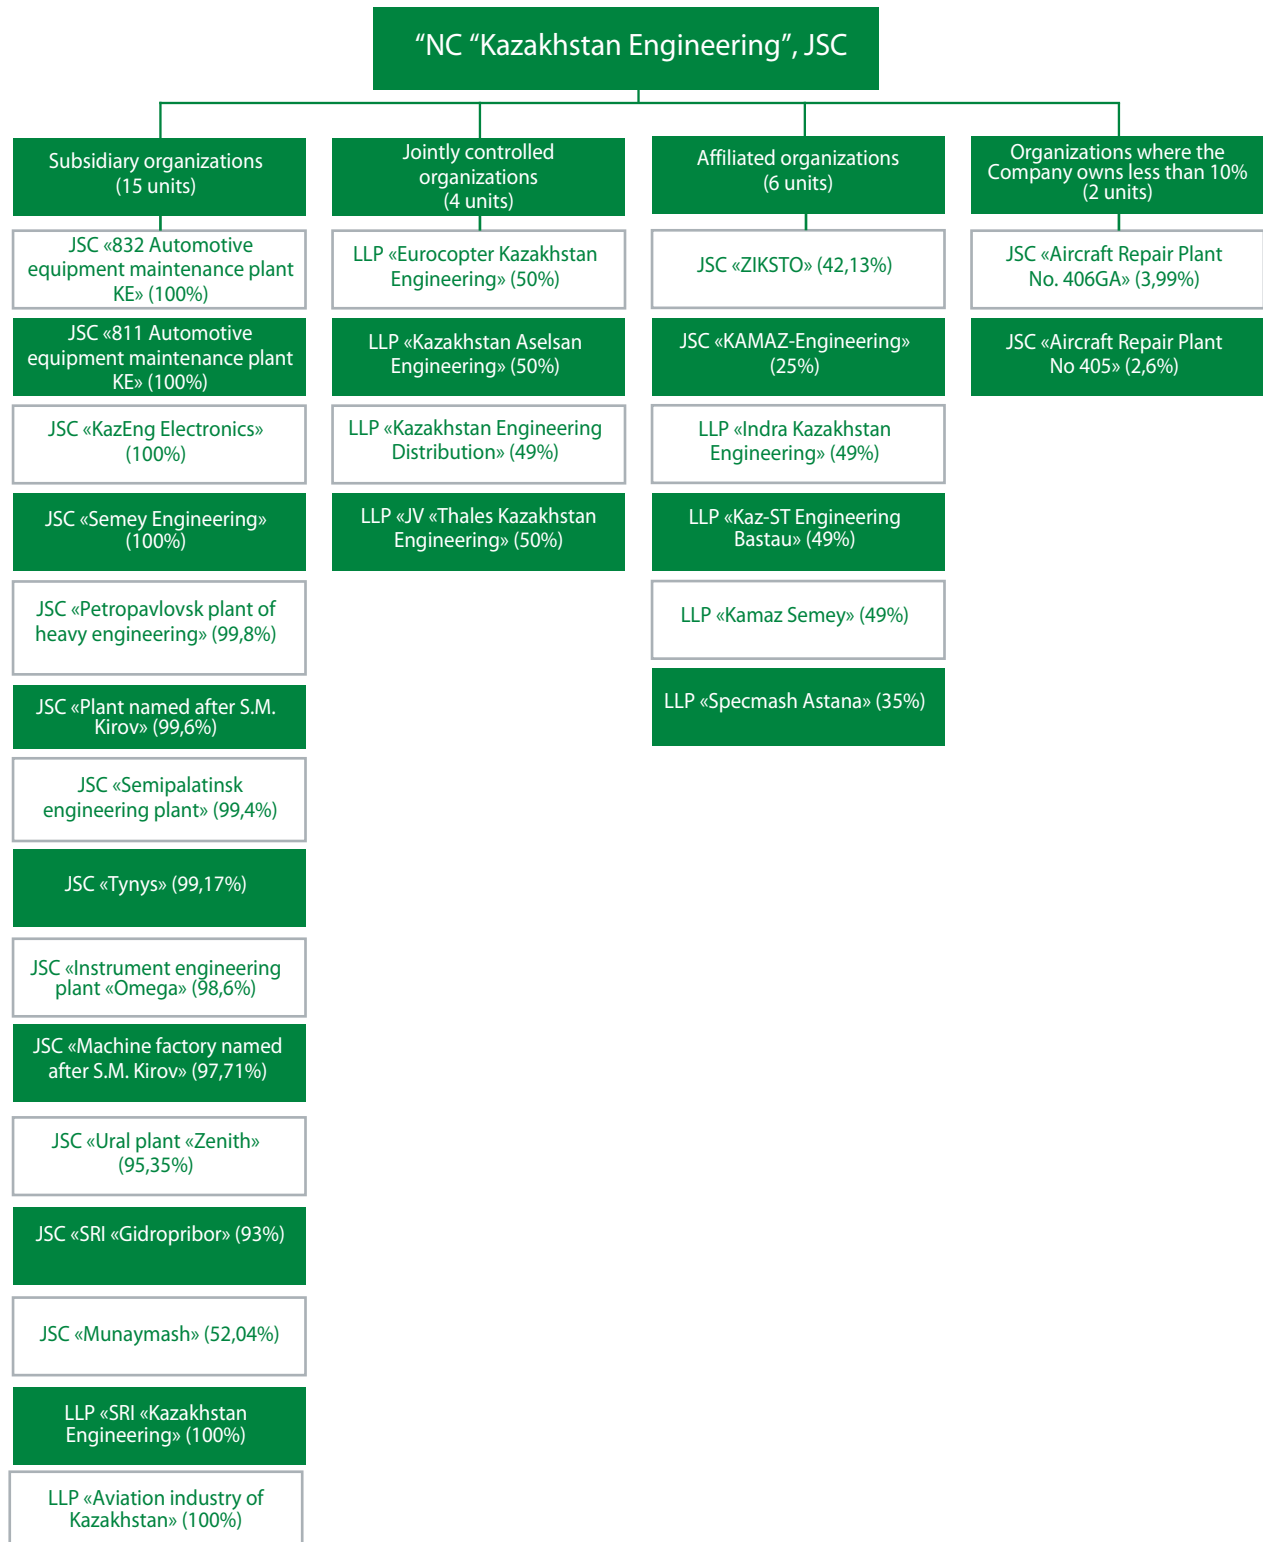 “NC “Kazakhstan Engineering”, JSC
Subsidiary organizations
(15 units)
JSC «832 Automotive
equipment maintenance plant
KE» (100%)
JSC «811 Automotive
equipment maintenance plant
KE» (100%)
JSC «KazEng Electronics»
(100%)
JSC «Semey Engineering»
(100%)
JSC «Petropavlovsk plant of
heavy engineering» (99,8%)
JSC «Plant named after S.M.
Kirov» (99,6%)
JSC «Semipalatinsk
engineering plant» (99,4%)
JSC «Tynys» (99,17%)
JSC «Instrument engineering
plant «Omega» (98,6%)
JSC «Machine factory named
after S.M. Kirov» (97,71%)
JSC «Ural plant «Zenith»
(95,35%)
JSC «SRI «Gidropribor» (93%)
JSC «Munaymash» (52,04%)
LLP «SRI «Kazakhstan
Engineering» (100%)
LLP «Aviation industry of
Kazakhstan» (100%)
Jointly controlled
organizations
(4 units)
LLP «Eurocopter Kazakhstan
Engineering» (50%)
LLP «Kazakhstan Aselsan
Engineering» (50%)
LLP «Kazakhstan Engineering
Distribution» (49%)
LLP «JV «Thales Kazakhstan
Engineering» (50%)
Affiliated organizations
(6 units)
JSC «ZIKSTO» (42,13%)
JSC «KAMAZ-Engineering»
(25%)
LLP «Indra Kazakhstan
Engineering» (49%)
LLP «Kaz-ST Engineering
Bastau» (49%)
LLP «Kamaz Semey» (49%)
LLP «Specmash Astana» (35%)
Organizations where the
Company owns less than 10%
(2 units)
JSC «Aircraft Repair Plant
No. 406GA» (3,99%)
JSC «Aircraft Repair Plant
No 405» (2,6%)